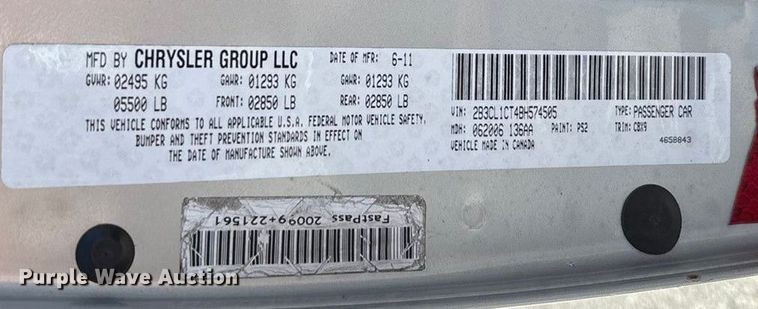 MFD BY CHRYSLER GROUP LLC DATE OF MFR: 6-11
GVWR: 02495 KG GAWR: 01293 KG GAWR: 01293 KG
05500 LB FRONT: 02850 LB REAR: 02850 LB
THIS VEHICLE CONFORMS TO ALL APPLICABLE U.S.A. FEDERAL MOTOR VEHICLE SAFETY,
BUMPER AND THEFT PREVENTION STANDARDS IN EFFECT ON
THE DATE OF MANUFACTURE SHOWN ABOVE.
VIN: 2B3CL1CT4BH574505 TYPE: PASSENGER CAR
MDH: 062006 136AA PAINT: PS2 TRIM: CBX9
VEHICLE MADE IN CANADA 4658843
FastPass
20099+221561
Purple Wave Auction